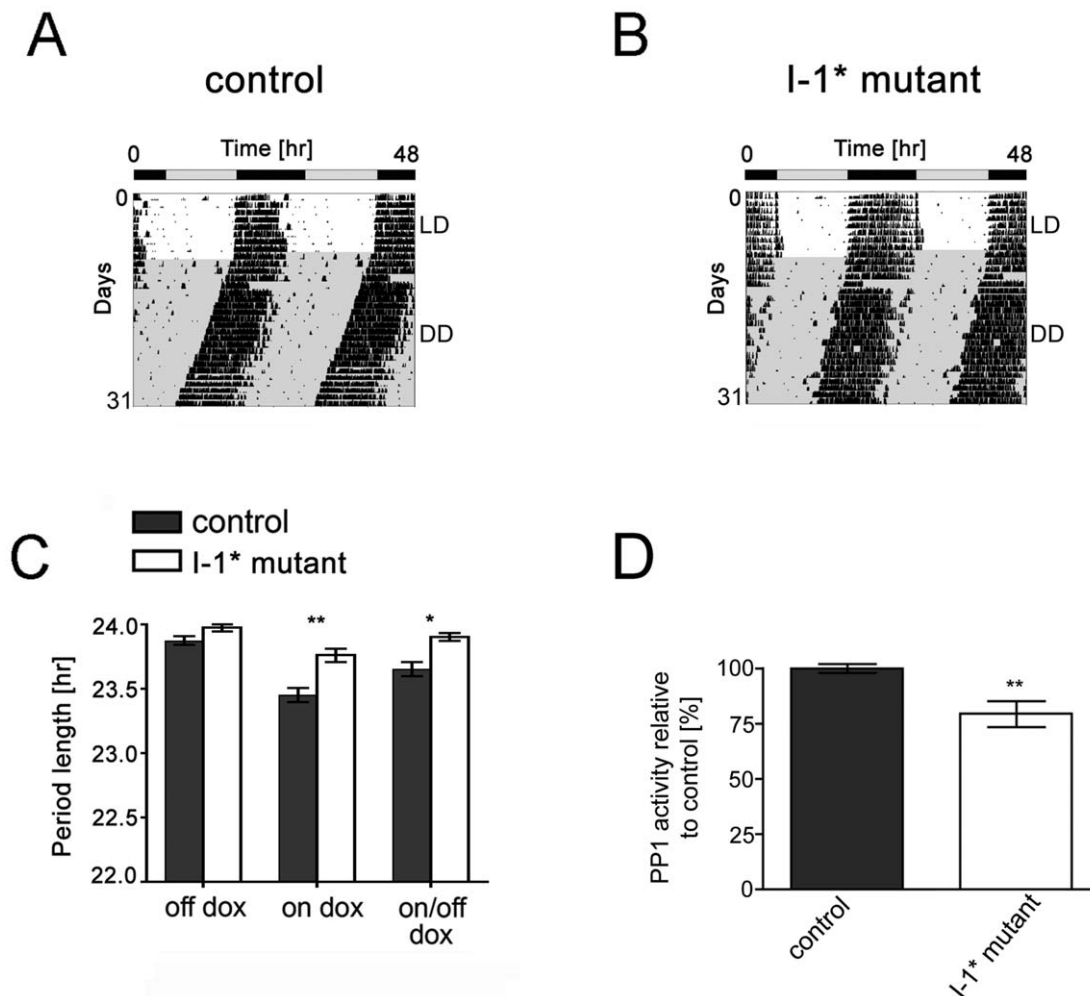 A
control
0 Time [hr] 48
0
Days
31
LD
DD
B
I-1* mutant
0 Time [hr] 48
0
Days
31
LD
DD
C
control
I-1* mutant
Period length [hr]
24.0
23.5
23.0
22.5
22.0
** *
off dox on dox on/off
dox
D
PP1 activity relative
to control [%]
100
75
50
25
0
**
control
I-1* mutant